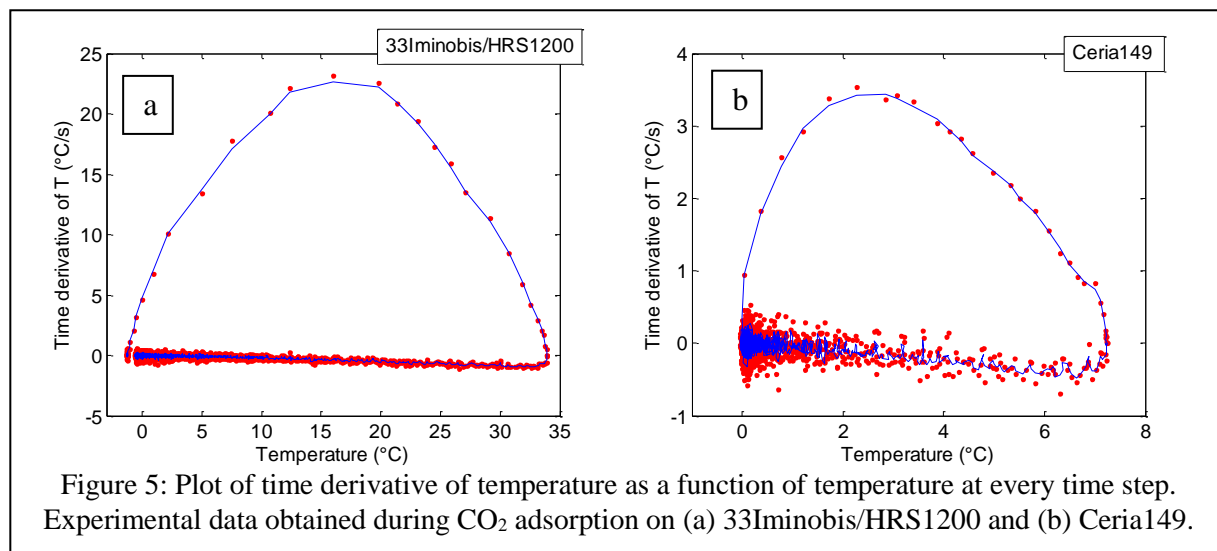 33Iminobis/HRS1200
a
25
20
15
10
5
0
-5
Time derivative of T (°C/s)
0 5 10 15 20 25 30 35
Temperature (°C)
Ceria149
b
4
3
2
1
0
-1
Time derivative of T (°C/s)
0 2 4 6 8
Temperature (°C)
Figure 5: Plot of time derivative of temperature as a function of temperature at every time step.
Experimental data obtained during CO₂ adsorption on (a) 33Iminobis/HRS1200 and (b) Ceria149.